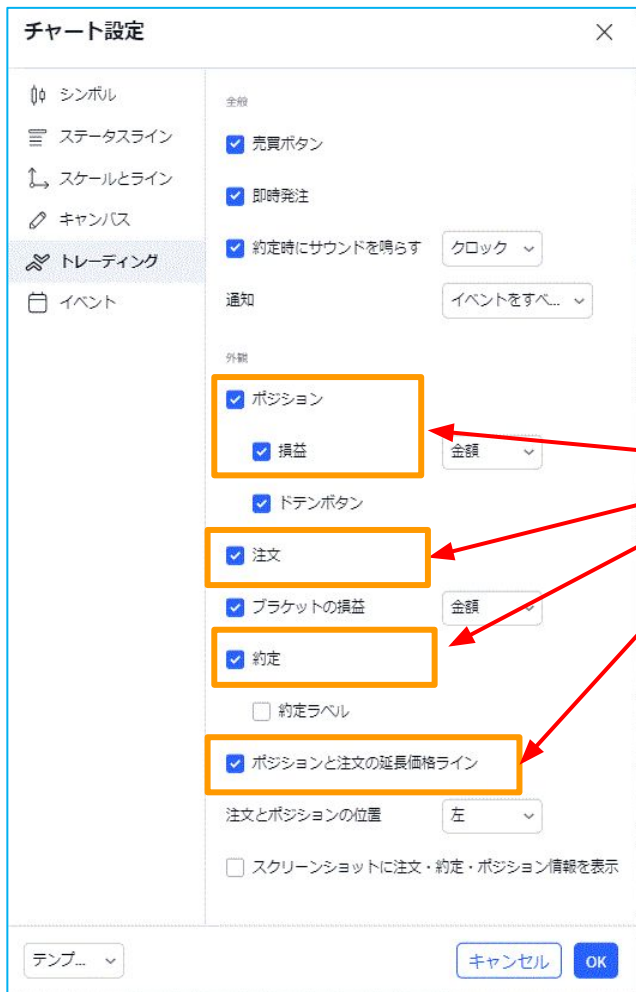 チャート設定
シンボル
ステータスライン
スケールとライン
キャンバス
トレーディング
イベント
全般
売買ボタン
即時発注
約定時にサウンドを鳴らす クロック
通知 イベントをすべ...
外観
ポジション
損益 金額
ドテンボタン
注文
ブラケットの損益 金額
約定
約定ラベル
ポジションと注文の延長価格ライン
注文とポジションの位置 左
スクリーンショットに注文・約定・ポジション情報を表示
テンプ...
キャンセル OK